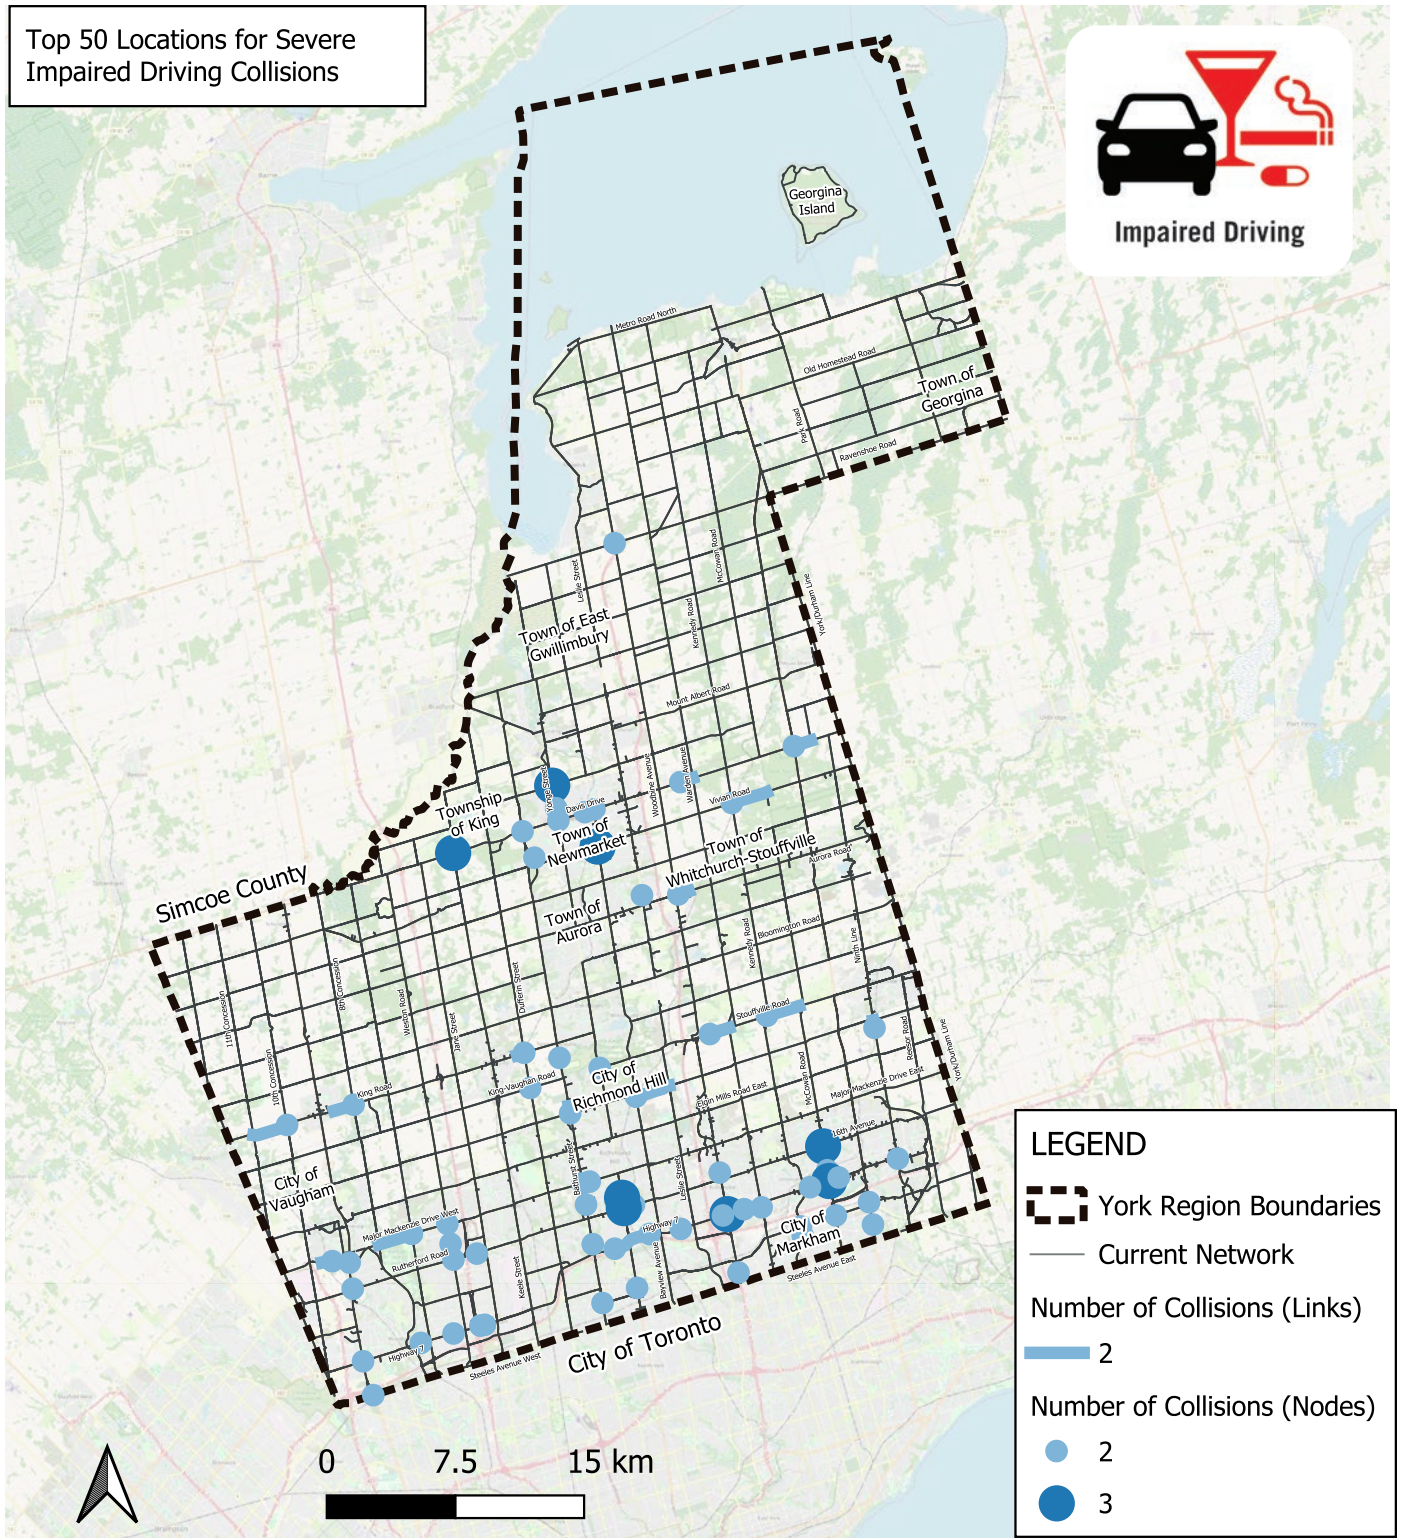 Top 50 Locations for Severe
Impaired Driving Collisions
Impaired Driving
Barrie
Georgina
Island
Metro Road North
Old Homestead Road
Town of
Georgina
Park Road
Ravenshoe Road
Leslie Street
McCowan Road
York/Durham Line
Kennedy Road
Town of East
Gwillimbury
Mount Albert Road
Woodbine Avenue
Warden Avenue
Yonge Street
Davis Drive
Vivian Road
Township
of King
Town of
Newmarket
Town of
Whitchurch-Stouffville
Aurora Road
Simcoe County
Town of
Aurora
Bloomington Road
Kennedy Road
Ninth Line
11th Concession
8th Concession
Weston Road
Dufferin Street
Jane Street
10th Concession
Stouffville Road
Reesor Road
York/Durham Line
King Road
King-Vaughan Road
City of
Richmond Hill
Elgin Mills Road East
McCowan Road
Major Mackenzie Drive East
16th Avenue
Bathurst Street
Leslie Street
City of
Vaugham
Major Mackenzie Drive West
Rutherford Road
Highway 7
Keele Street
Bayview Avenue
City of
Markham
Steeles Avenue East
Highway 7
Steeles Avenue West
City of Toronto
LEGEND
York Region Boundaries
Current Network
Number of Collisions (Links)
2
Number of Collisions (Nodes)
2
3
0 7.5 15 km